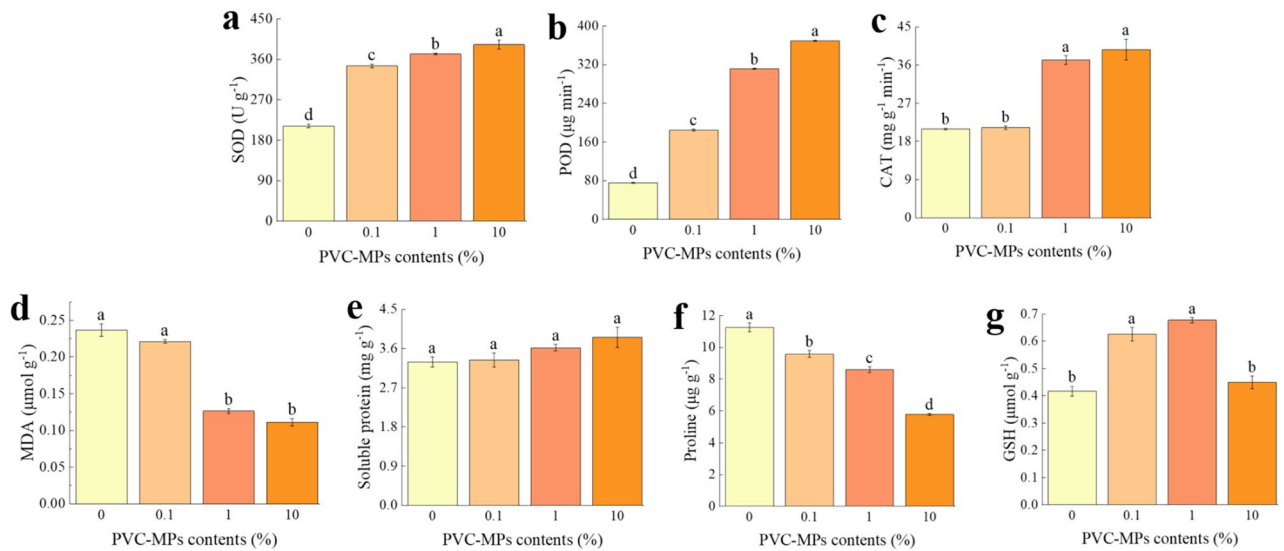 a
SOD (U g⁻¹)
450
360
270
180
90
0
d
c
b
a
0 0.1 1 10
PVC-MPs contents (%)
b
POD (μg min⁻¹)
400
320
240
160
80
0
d
c
b
a
0 0.1 1 10
PVC-MPs contents (%)
c
CAT (mg g⁻¹ min⁻¹)
45
36
27
18
9
0
b
b
a
a
0 0.1 1 10
PVC-MPs contents (%)
d
MDA (μmol g⁻¹)
0.25
0.20
0.15
0.10
0.05
0.00
a
a
b
b
0 0.1 1 10
PVC-MPs contents (%)
e
Soluble protein (mg g⁻¹)
4.5
3.6
2.7
1.8
0.9
0.0
a
a
a
a
0 0.1 1 10
PVC-MPs contents (%)
f
Proline (μg g⁻¹)
12
10
8
6
4
2
0
a
b
c
d
0 0.1 1 10
PVC-MPs contents (%)
g
GSH (μmol g⁻¹)
0.7
0.6
0.5
0.4
0.3
0.2
0.1
0.0
b
a
a
b
0 0.1 1 10
PVC-MPs contents (%)